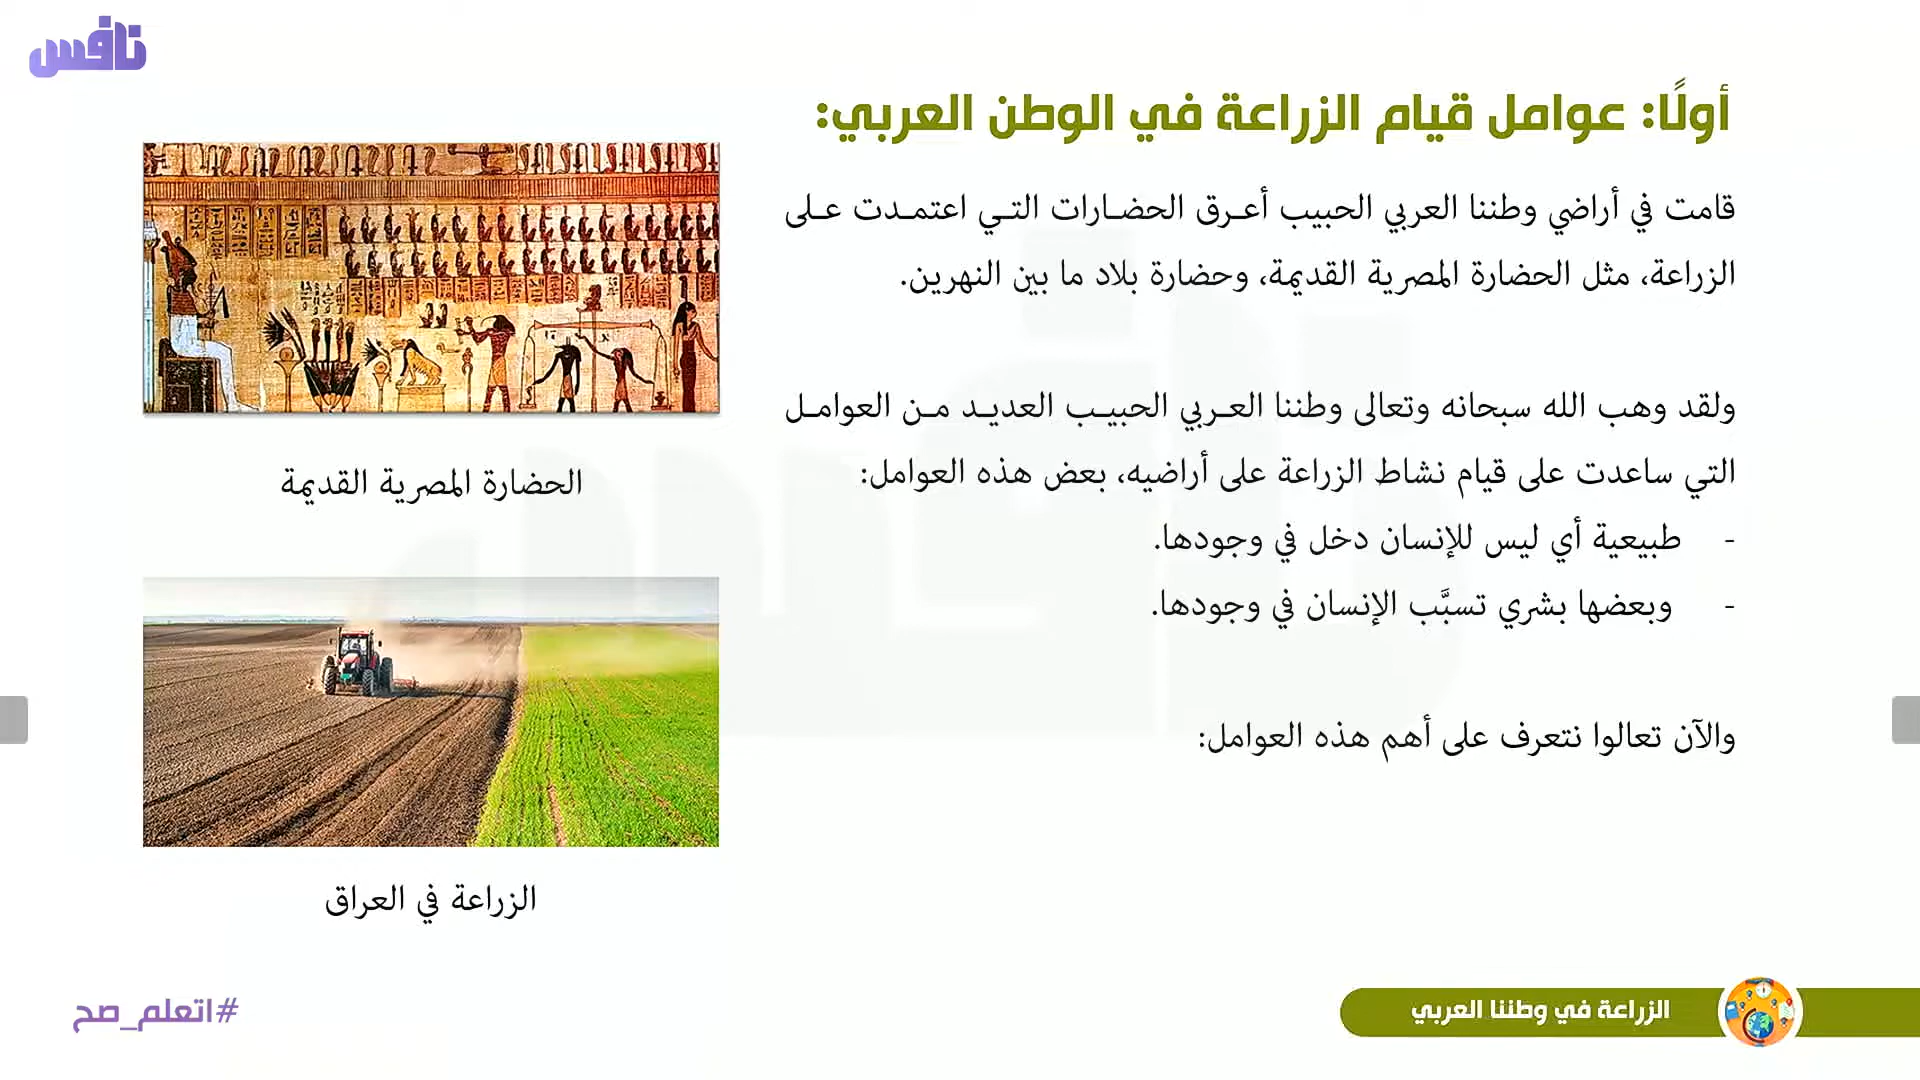 نافس
أولًا: عوامل قيام الزراعة في الوطن العربي:
قامت في أراضي وطننا العربي الحبيب أعرق الحضارات التي اعتمدت على
الزراعة، مثل الحضارة المصرية القديمة، وحضارة بلاد ما بين النهرين.
ولقد وهب الله سبحانه وتعالى وطننا العربي الحبيب العديد من العوامل
التي ساعدت على قيام نشاط الزراعة على أراضيه، بعض هذه العوامل:
- طبيعية أي ليس للإنسان دخل في وجودها.
- وبعضها بشري تسبَّب الإنسان في وجودها.
والآن تعالوا نتعرف على أهم هذه العوامل:
الحضارة المصرية القديمة
الزراعة في العراق
الزراعة في وطننا العربي
#اتعلم_صح